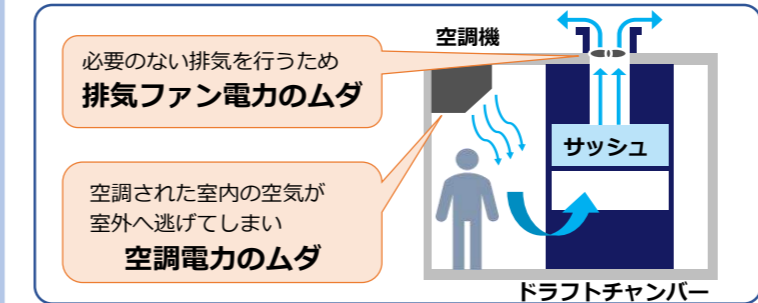 必要のない排気を行うため
排気ファン電力のムダ
空調された室内の空気が
室外へ逃げてしまい
空調電力のムダ
空調機
サッシュ
ドラフトチャンバー